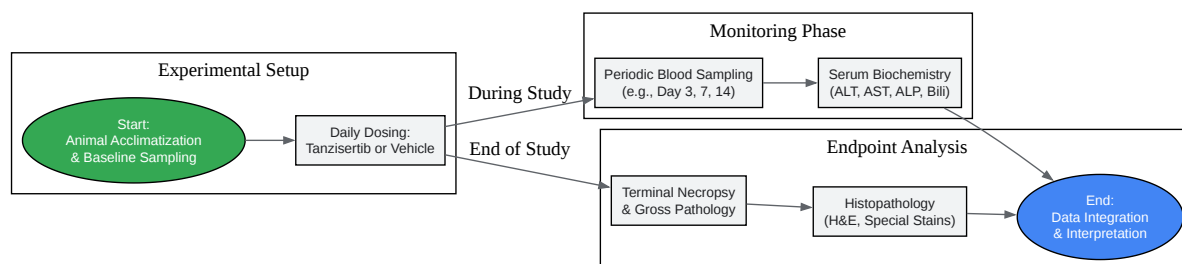 Experimental Setup
Start:
Animal Acclimatization
& Baseline Sampling
Daily Dosing:
Tanzisertib or Vehicle
During Study
End of Study
Monitoring Phase
Periodic Blood Sampling
(e.g., Day 3, 7, 14)
Serum Biochemistry
(ALT, AST, ALP, Bili)
Endpoint Analysis
Terminal Necropsy
& Gross Pathology
Histopathology
(H&E, Special Stains)
End:
Data Integration
& Interpretation